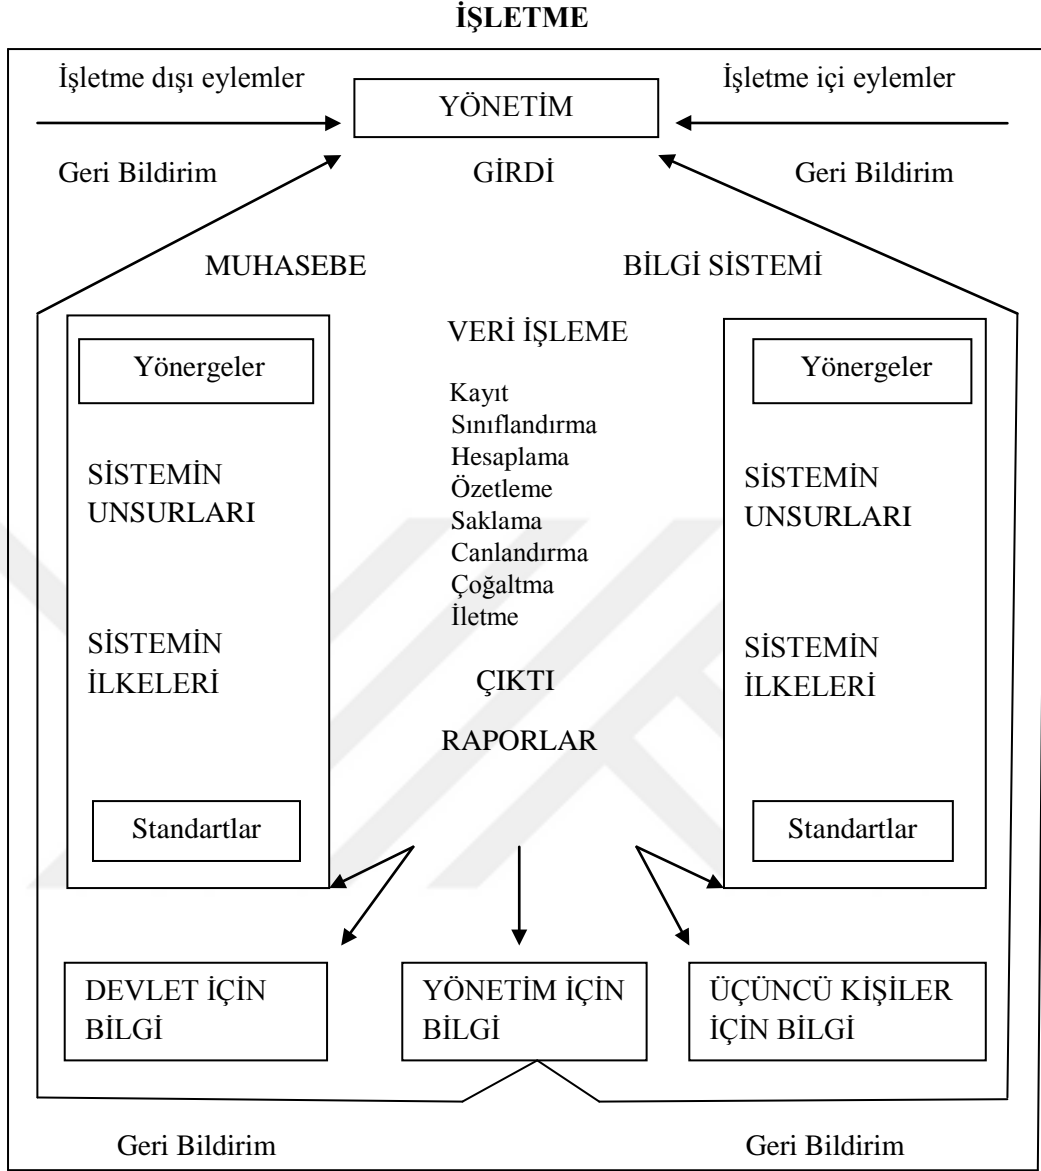 İŞLETME
İşletme dışı eylemler
İşletme içi eylemler
YÖNETİM
Geri Bildirim
GİRDİ
Geri Bildirim
MUHASEBE
BİLGİ SİSTEMİ
Yönergeler
SİSTEMİN
UNSURLARI
SİSTEMİN
İLKELERİ
Standartlar
VERİ İŞLEME
Kayıt
Sınıflandırma
Hesaplama
Özetleme
Saklama
Canlandırma
Çoğaltma
İletme
ÇIKTI
RAPORLAR
Yönergeler
SİSTEMİN
UNSURLARI
SİSTEMİN
İLKELERİ
Standartlar
DEVLET İÇİN
BİLGİ
YÖNETİM İÇİN
BİLGİ
ÜÇÜNCÜ KİŞİLER
İÇİN BİLGİ
Geri Bildirim
Geri Bildirim